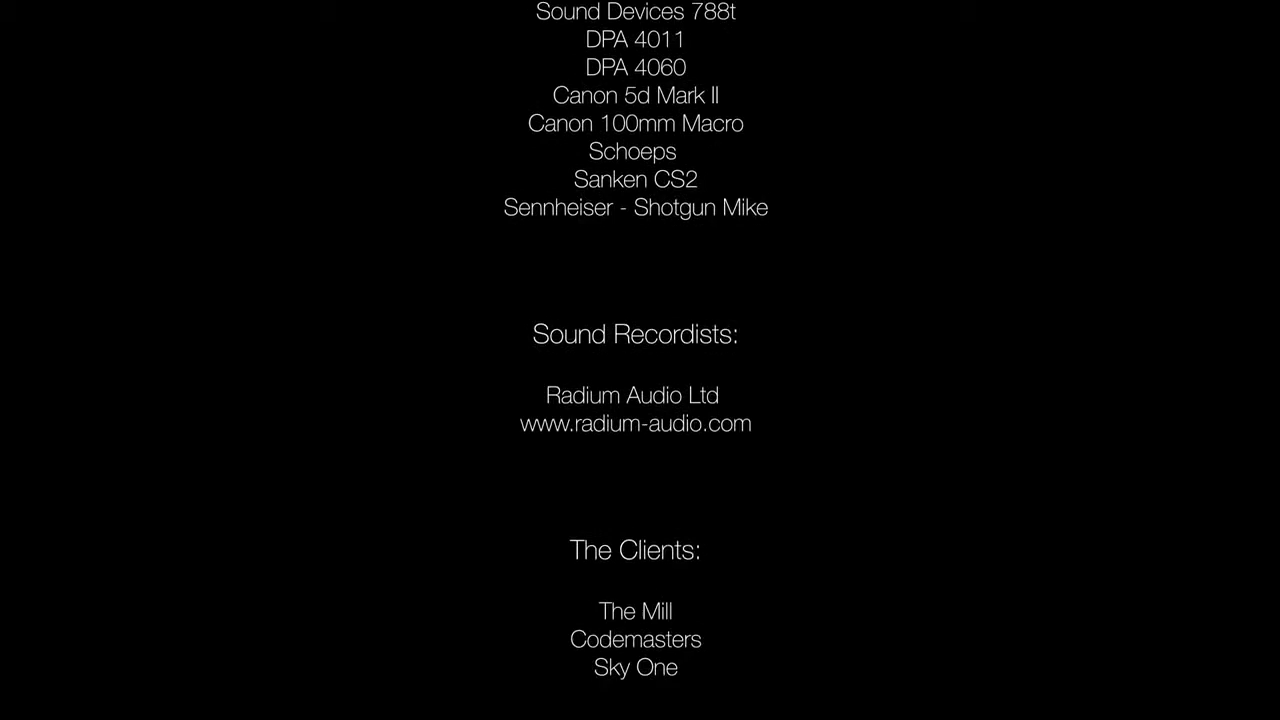 Sound Devices 788t
DPA 4011
DPA 4060
Canon 5d Mark II
Canon 100mm Macro
Schoeps
Sanken CS2
Sennheiser - Shotgun Mike
Sound Recordists:
Radium Audio Ltd
www.radium-audio.com
The Clients:
The Mill
Codemasters
Sky One